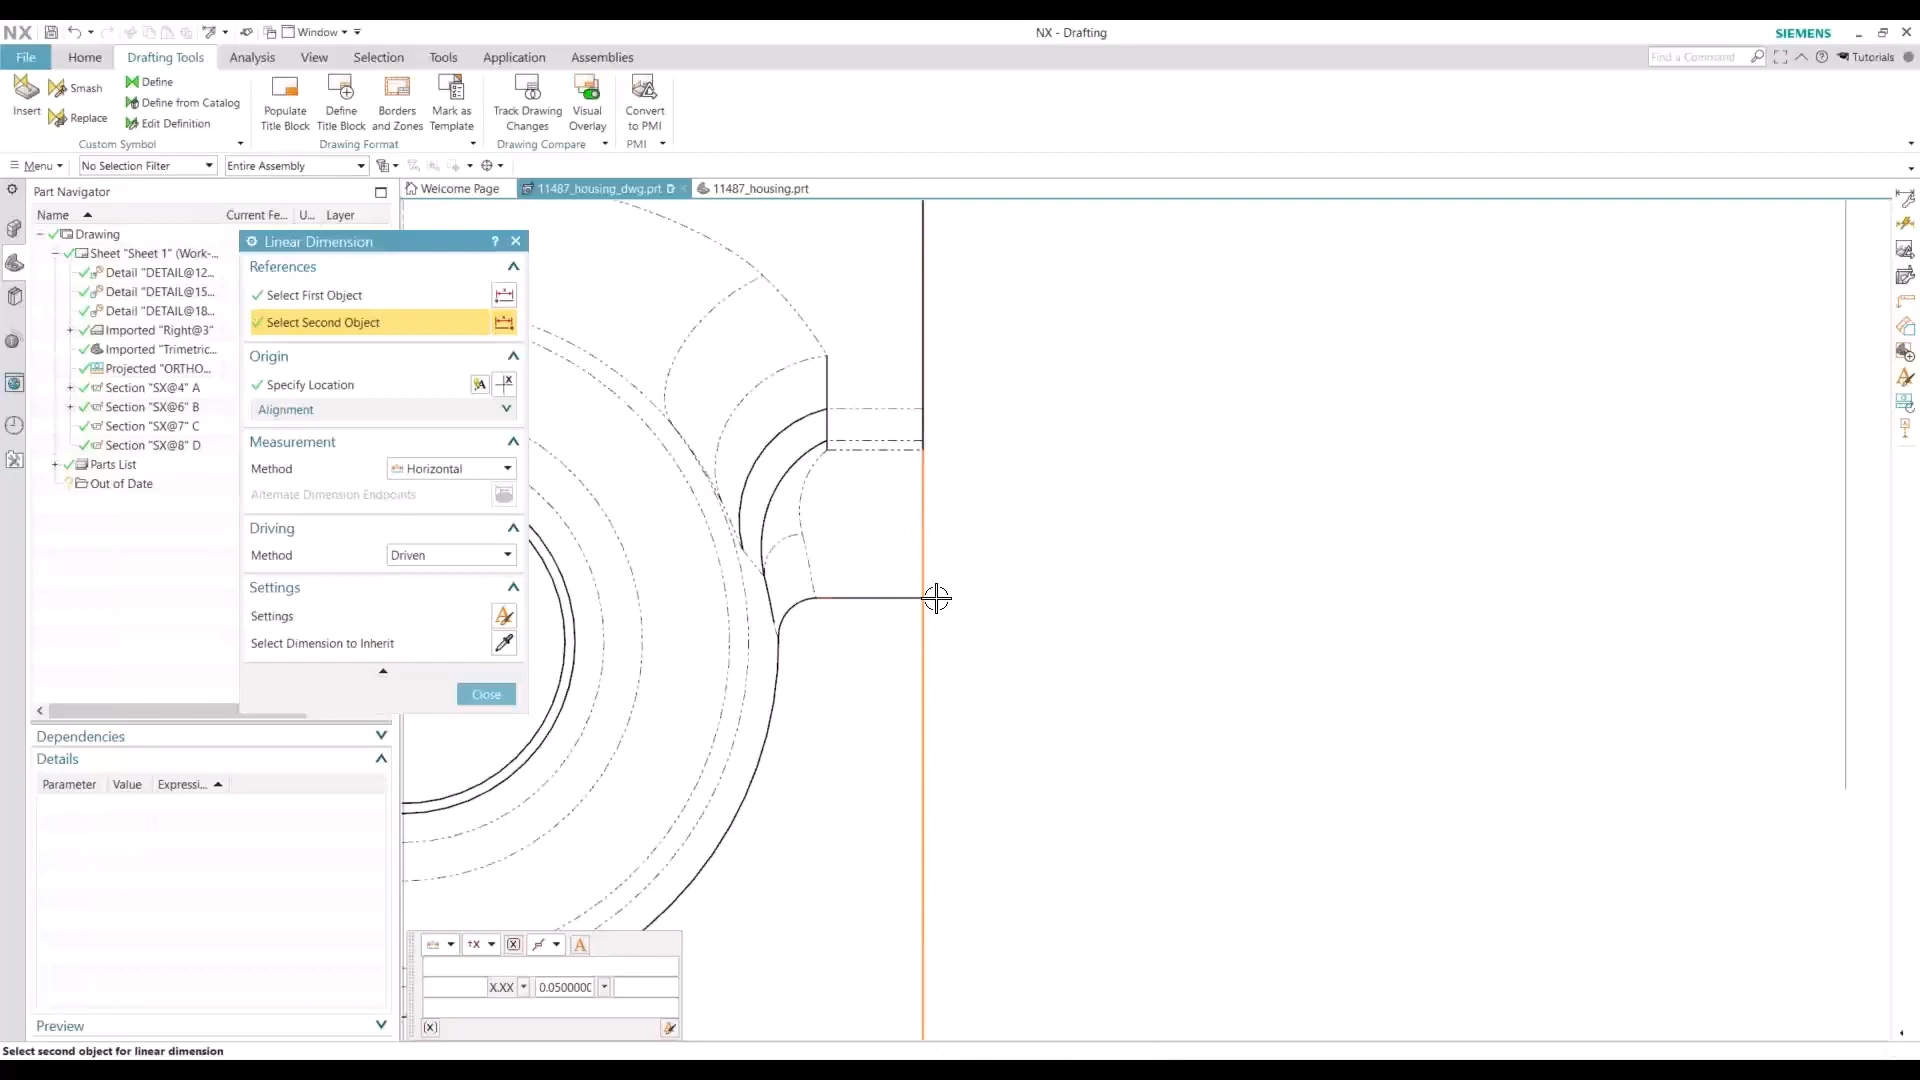 NX
Window
NX - Drafting
SIEMENS
File
Home
Drafting Tools
Analysis
View
Selection
Tools
Application
Assemblies
Find a Command
Tutorials
Insert
Smash
Replace
Define
Define from Catalog
Edit Definition
Populate
Title Block
Define
Title Block
Borders
and Zones
Mark as
Template
Track Drawing
Changes
Visual
Overlay
Convert
to PMI
Custom Symbol
Drawing Format
Drawing Compare
PMI
Menu
No Selection Filter
Entire Assembly
Part Navigator
Welcome Page
11487_housing_dwg.prt
11487_housing.prt
Name
Current Fe...
U...
Layer
Drawing
Sheet "Sheet 1" (Work-...
Detail "DETAIL@12...
Detail "DETAIL@15...
Detail "DETAIL@18...
Imported "Right@3"
Imported "Trimetric...
Projected "ORTHO...
Section "SX@4" A
Section "SX@6" B
Section "SX@7" C
Section "SX@8" D
Parts List
Out of Date
Linear Dimension
?
References
Select First Object
Select Second Object
Origin
Specify Location
Alignment
Measurement
Method
Horizontal
Alternate Dimension Endpoints
Driving
Method
Driven
Settings
Settings
Select Dimension to Inherit
Close
Dependencies
Details
Parameter
Value
Expressi...
Preview
X.XX
0.0500000
Select second object for linear dimension